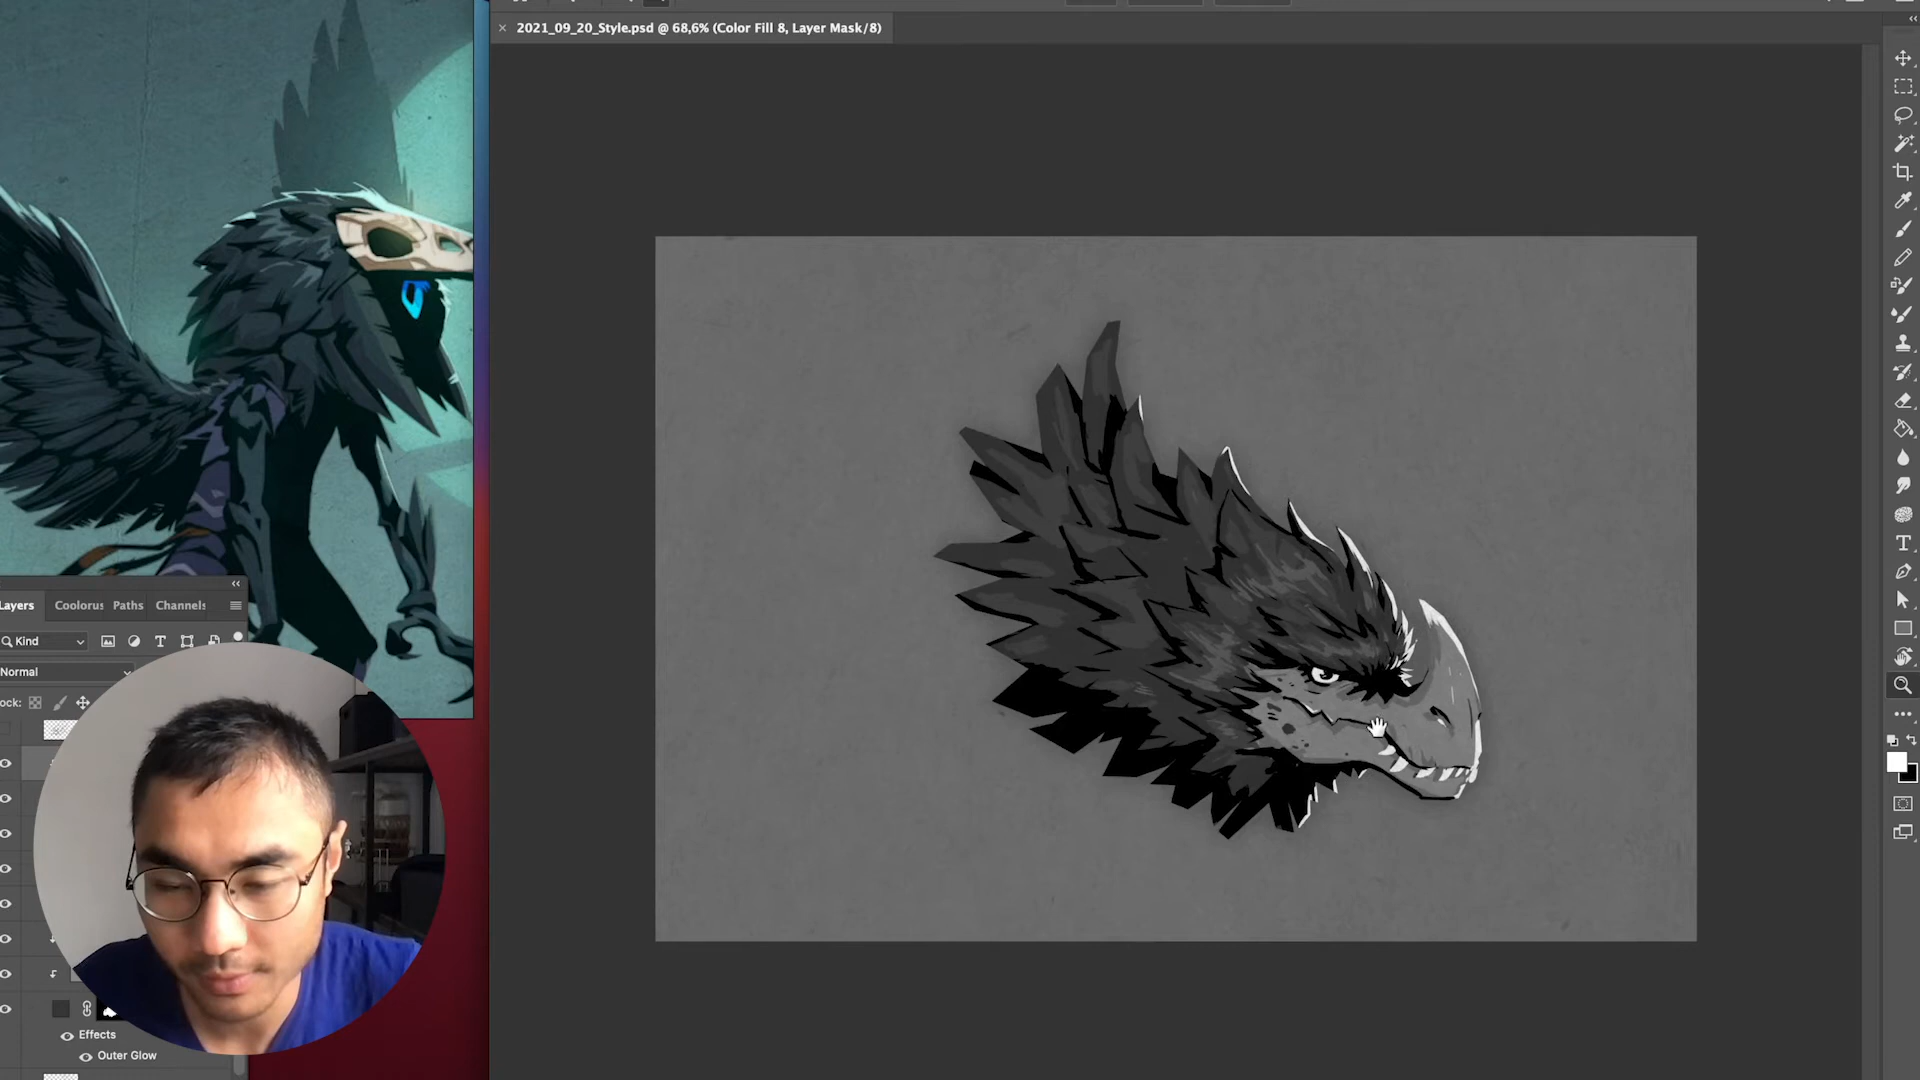 2021_09_20_Style.psd @ 68,6% (Color Fill 8, Layer Mask/8)
Layers Coolorus Paths Channels
Kind
Normal
ock:
Effects
Outer Glow